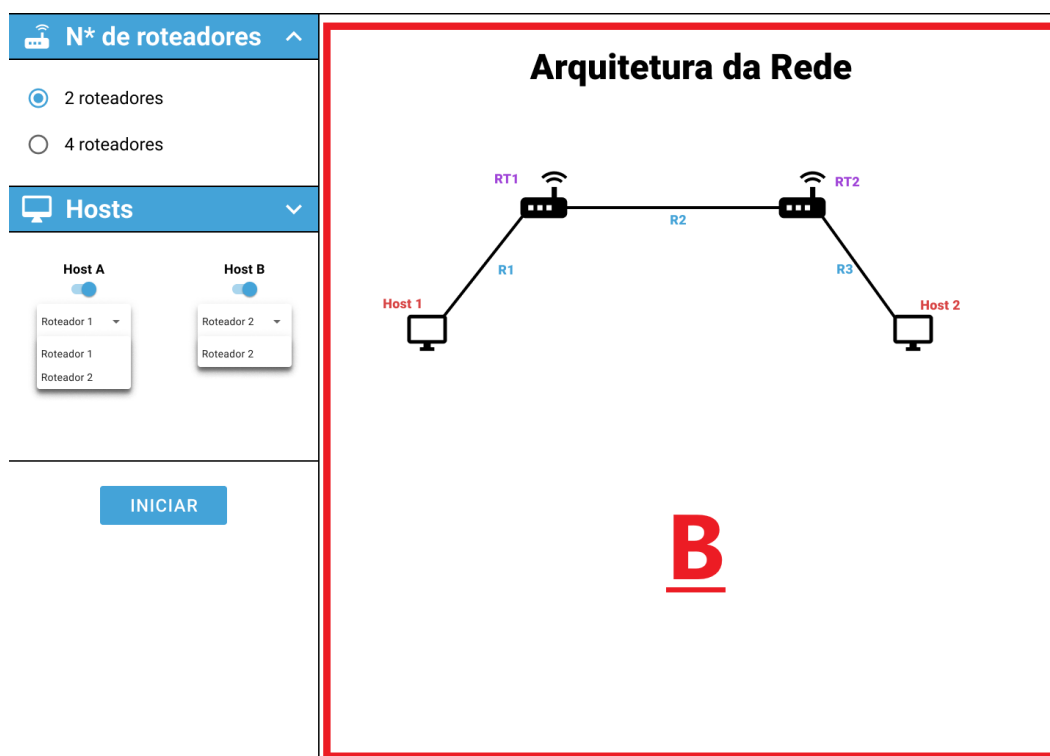 N* de roteadores
2 roteadores
4 roteadores
Hosts
Host A Host B
Roteador 1 Roteador 2
Roteador 1 Roteador 2
Roteador 2
INICIAR
Arquitetura da Rede
RT1 RT2
R2
R1 R3
Host 1 Host 2
B